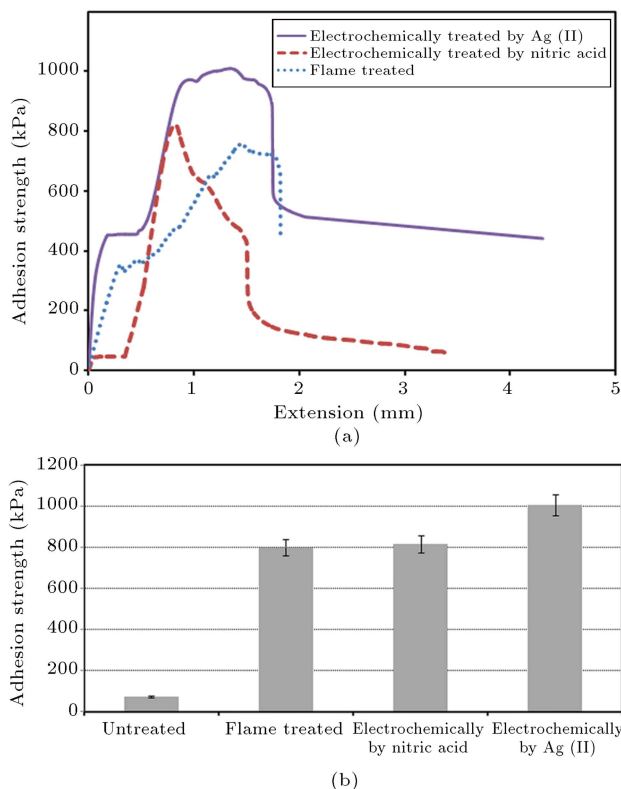 Electrochemically treated by Ag (II)
Electrochemically treated by nitric acid
Flame treated
Adhesion strength (kPa)
1000
800
600
400
200
0
0 1 2 3 4 5
Extension (mm)
(a)
Adhesion strength (kPa)
1200
1000
800
600
400
200
0
Untreated Flame treated Electrochemically Electrochemically
by nitric acid by Ag (II)
(b)